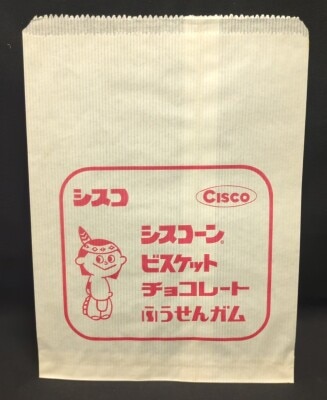 シスコ
CISCO
シスコーン®
ビスケット
チョコレート
ふうせんガム